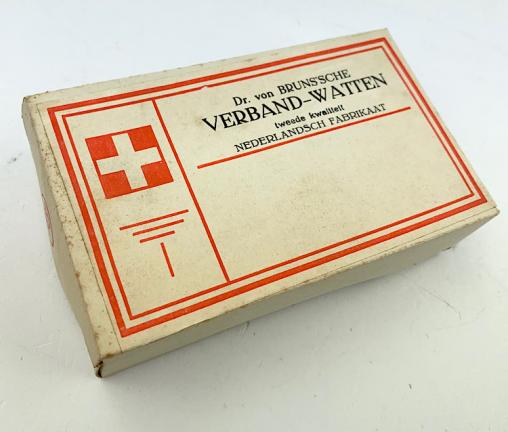 Dr. von BRUNS'SCHE
VERBAND-WATTEN
tweede kwaliteit
NEDERLANDSCH FABRIKAAT